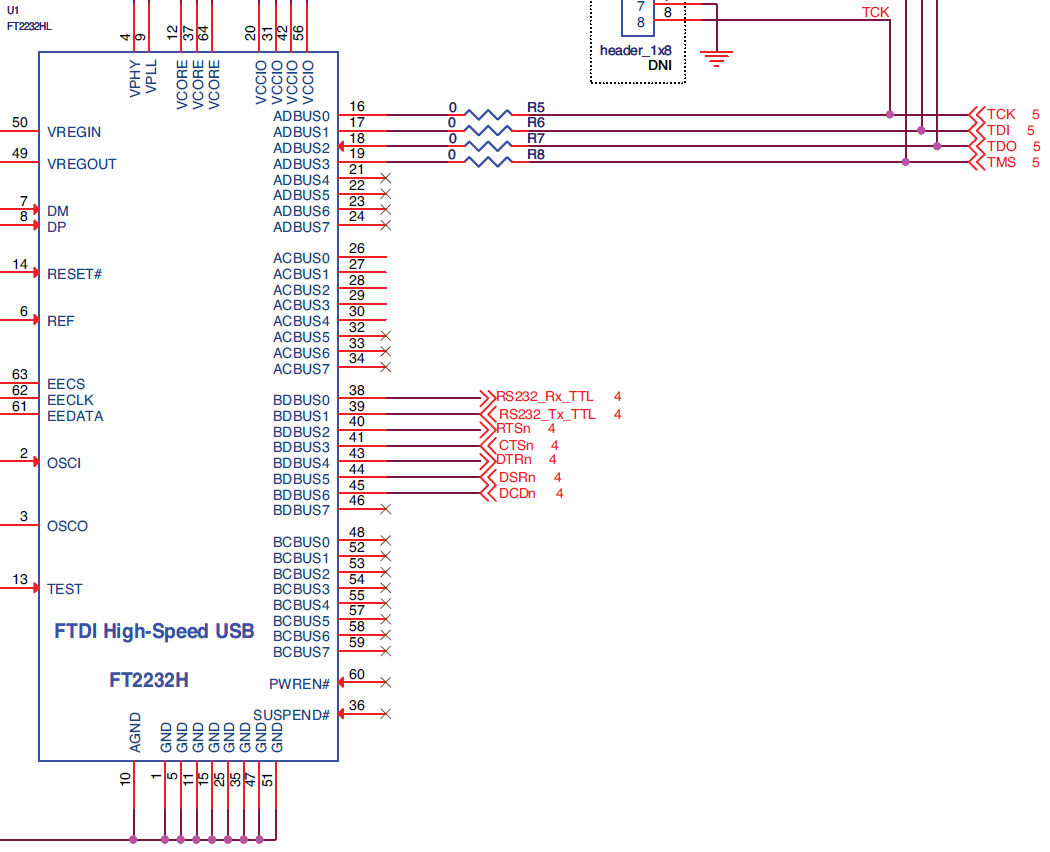 U1
FT2232HL
4 9 12 37 64 20 31 42 56
VPHY VPLL VCORE VCORE VCORE VCCIO VCCIO VCCIO VCCIO
7
8 8
header_1x8
DNI
TCK
50 VREGIN
49 VREGOUT
7 DM
8 DP
14 RESET#
6 REF
63 EECS
62 EECLK
61 EEDATA
2 OSCI
3 OSCO
13 TEST
ADBUS0 16 0 R5 TCK 5
ADBUS1 17 0 R6 TDI 5
ADBUS2 18 0 R7 TDO 5
ADBUS3 19 0 R8 TMS 5
ADBUS4 21
ADBUS5 22
ADBUS6 23
ADBUS7 24
ACBUS0 26
ACBUS1 27
ACBUS2 28
ACBUS3 29
ACBUS4 30
ACBUS5 32
ACBUS6 33
ACBUS7 34
BDBUS0 38 RS232_Rx_TTL 4
BDBUS1 39 RS232_Tx_TTL 4
BDBUS2 40 RTSn 4
BDBUS3 41 CTSn 4
BDBUS4 43 DTRn 4
BDBUS5 44 DSRn 4
BDBUS6 45 DCDn 4
BDBUS7 46
BCBUS0 48
BCBUS1 52
BCBUS2 53
BCBUS3 54
BCBUS4 55
BCBUS5 57
BCBUS6 58
BCBUS7 59
PWREN# 60
SUSPEND# 36
FTDI High-Speed USB
FT2232H
AGND GND GND GND GND GND GND GND GND
10 1 5 11 15 25 35 47 51